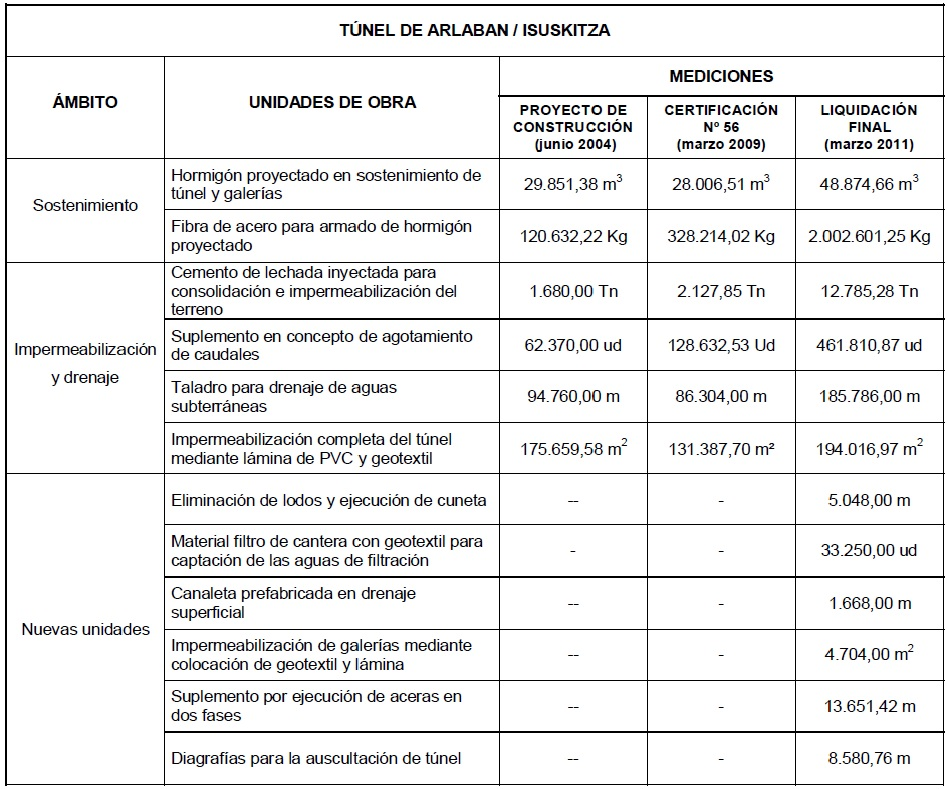 TÚNEL DE ARLABAN / ISUSKITZA
ÁMBITO
UNIDADES DE OBRA
MEDICIONES
PROYECTO DE
CONSTRUCCIÓN
(junio 2004)
CERTIFICACIÓN
Nº 56
(marzo 2009)
LIQUIDACIÓN
FINAL
(marzo 2011)
Sostenimiento
Hormigón proyectado en sostenimiento de
túnel y galerías
29.851,38 m³
28.006,51 m³
48.874,66 m³
Fibra de acero para armado de hormigón
proyectado
120.632,22 Kg
328.214,02 Kg
2.002.601,25 Kg
Impermeabilización
y drenaje
Cemento de lechada inyectada para
consolidación e impermeabilización del
terreno
1.680,00 Tn
2.127,85 Tn
12.785,28 Tn
Suplemento en concepto de agotamiento
de caudales
62.370,00 ud
128.632,53 Ud
461.810,87 ud
Taladro para drenaje de aguas
subterráneas
94.760,00 m
86.304,00 m
185.786,00 m
Impermeabilización completa del túnel
mediante lámina de PVC y geotextil
175.659,58 m²
131.387,70 m²
194.016,97 m²
Nuevas unidades
Eliminación de lodos y ejecución de cuneta
--
-
5.048,00 m
Material filtro de cantera con geotextil para
captación de las aguas de filtración
-
-
33.250,00 ud
Canaleta prefabricada en drenaje
superficial
--
-
1.668,00 m
Impermeabilización de galerías mediante
colocación de geotextil y lámina
--
-
4.704,00 m²
Suplemento por ejecución de aceras en
dos fases
--
-
13.651,42 m
Diagrafías para la auscultación de túnel
--
-
8.580,76 m